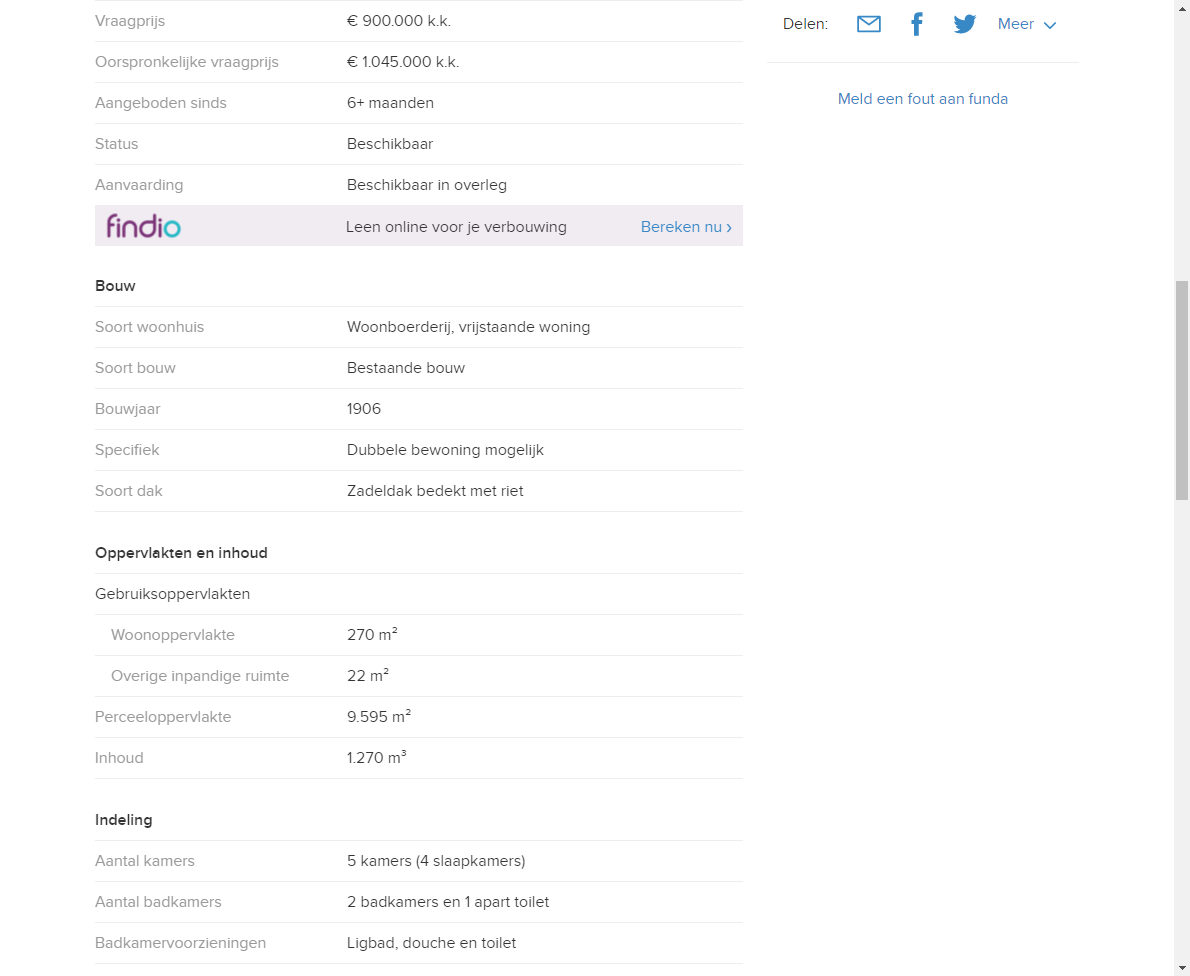 Vraagprijs € 900.000 k.k.
Oorspronkelijke vraagprijs € 1.045.000 k.k.
Aangeboden sinds 6+ maanden
Status Beschikbaar
Aanvaarding Beschikbaar in overleg
findio Leen online voor je verbouwing Bereken nu ›
Bouw
Soort woonhuis Woonboerderij, vrijstaande woning
Soort bouw Bestaande bouw
Bouwjaar 1906
Specifiek Dubbele bewoning mogelijk
Soort dak Zadeldak bedekt met riet
Oppervlakten en inhoud
Gebruiksoppervlakten
Woonoppervlakte 270 m²
Overige inpandige ruimte 22 m²
Perceeloppervlakte 9.595 m²
Inhoud 1.270 m³
Indeling
Aantal kamers 5 kamers (4 slaapkamers)
Aantal badkamers 2 badkamers en 1 apart toilet
Badkamervoorzieningen Ligbad, douche en toilet
Delen: Meer
Meld een fout aan funda